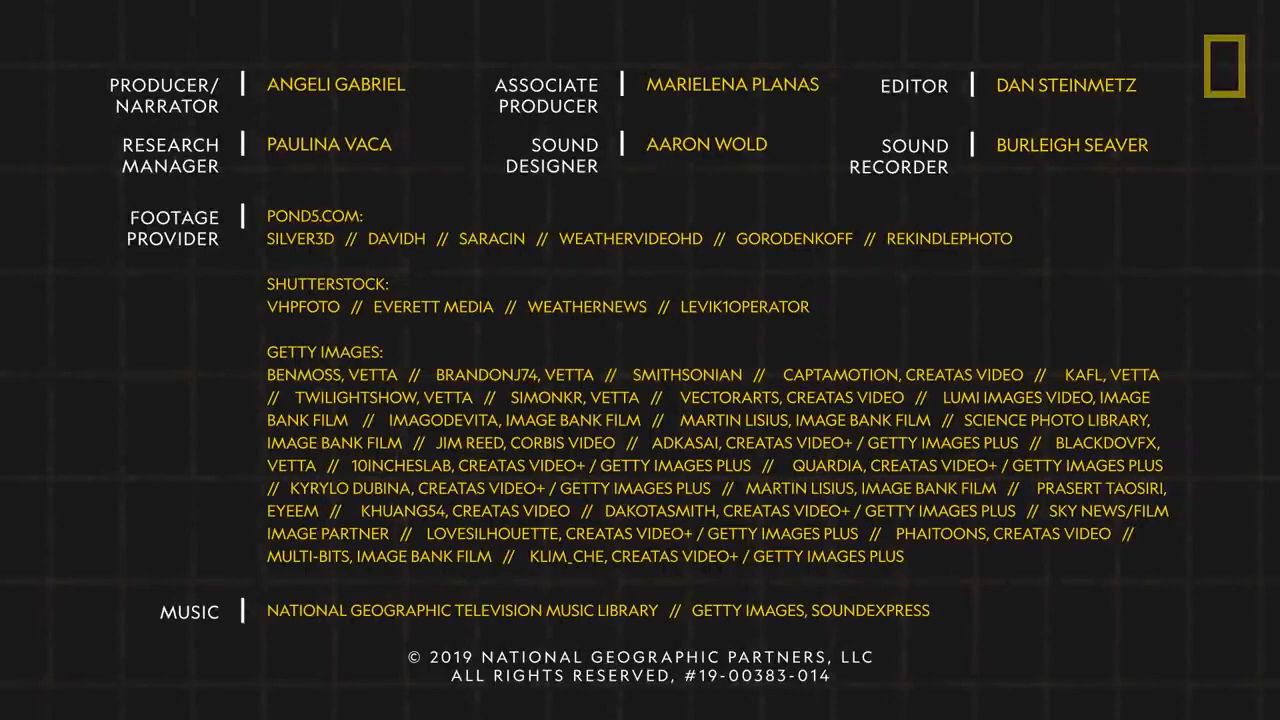 PRODUCER/ NARRATOR | ANGELI GABRIEL
ASSOCIATE PRODUCER | MARIELENA PLANAS
EDITOR | DAN STEINMETZ
RESEARCH MANAGER | PAULINA VACA
SOUND DESIGNER | AARON WOLD
SOUND RECORDER | BURLEIGH SEAVER
FOOTAGE PROVIDER | POND5.COM:
SILVER3D // DAVIDH // SARACIN // WEATHERVIDEOHD // GORODENKOFF // REKINDLEPHOTO
SHUTTERSTOCK:
VHPFOTO // EVERETT MEDIA // WEATHERNEWS // LEVIK1OPERATOR
GETTY IMAGES:
BENMOSS, VETTA // BRANDONJ74, VETTA // SMITHSONIAN // CAPTAMOTION, CREATAS VIDEO // KAFL, VETTA
// TWILIGHTSHOW, VETTA // SIMONKR, VETTA // VECTORARTS, CREATAS VIDEO // LUMI IMAGES VIDEO, IMAGE
BANK FILM // IMAGODEVITA, IMAGE BANK FILM // MARTIN LISIUS, IMAGE BANK FILM // SCIENCE PHOTO LIBRARY,
IMAGE BANK FILM // JIM REED, CORBIS VIDEO // ADKASAI, CREATAS VIDEO+ / GETTY IMAGES PLUS // BLACKDOVFX,
VETTA // 10INCHESLAB, CREATAS VIDEO+ / GETTY IMAGES PLUS // QUARDIA, CREATAS VIDEO+ / GETTY IMAGES PLUS
// KYRYLO DUBINA, CREATAS VIDEO+ / GETTY IMAGES PLUS // MARTIN LISIUS, IMAGE BANK FILM // PRASERT TAOSIRI,
EYEEM // KHUANG54, CREATAS VIDEO // DAKOTASMITH, CREATAS VIDEO+ / GETTY IMAGES PLUS // SKY NEWS/FILM
IMAGE PARTNER // LOVESILHOUETTE, CREATAS VIDEO+ / GETTY IMAGES PLUS // PHAITOONS, CREATAS VIDEO //
MULTI-BITS, IMAGE BANK FILM // KLIM_CHE, CREATAS VIDEO+ / GETTY IMAGES PLUS
MUSIC | NATIONAL GEOGRAPHIC TELEVISION MUSIC LIBRARY // GETTY IMAGES, SOUNDEXPRESS
© 2019 NATIONAL GEOGRAPHIC PARTNERS, LLC
ALL RIGHTS RESERVED, #19-00383-014